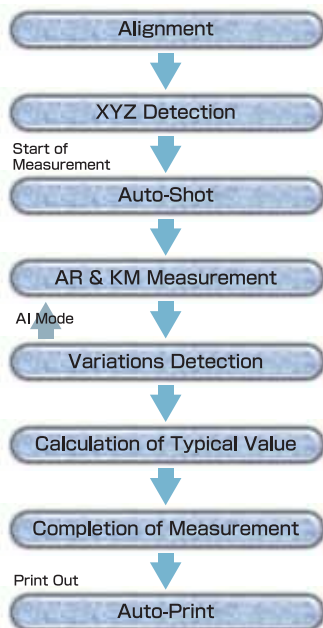 Alignment
XYZ Detection
Start of
Measurement
Auto-Shot
AR & KM Measurement
AI Mode
Variations Detection
Calculation of Typical Value
Completion of Measurement
Print Out
Auto-Print